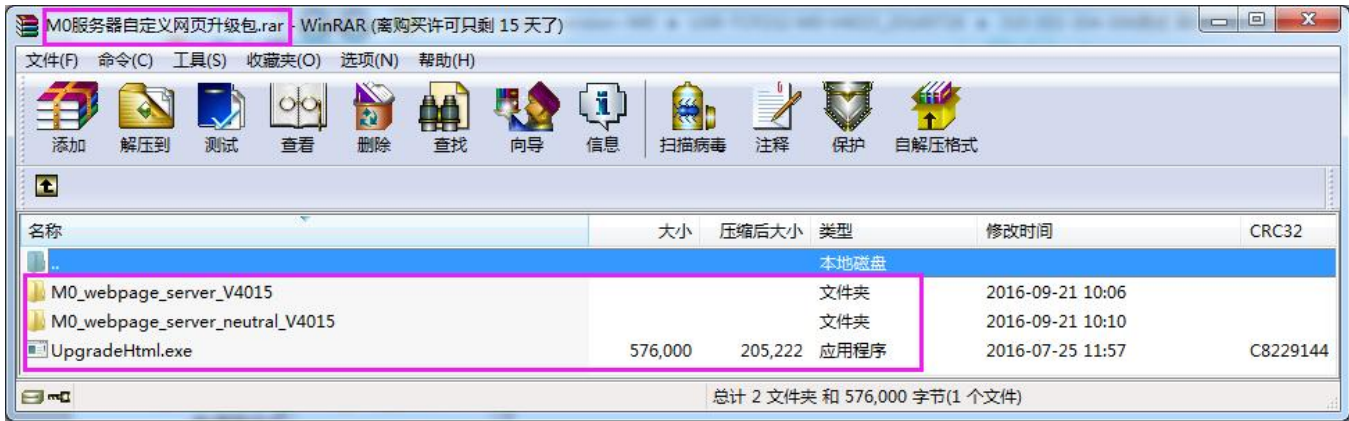 M0服务器自定义网页升级包.rar - WinRAR (离购买许可只剩 15 天了)
文件(F) 命令(C) 工具(S) 收藏夹(O) 选项(N) 帮助(H)
添加 解压到 测试 查看 删除 查找 向导 信息 扫描病毒 注释 保护 自解压格式
名称 大小 压缩后大小 类型 修改时间 CRC32
.. 本地磁盘
M0_webpage_server_V4015 文件夹 2016-09-21 10:06
M0_webpage_server_neutral_V4015 文件夹 2016-09-21 10:10
UpgradeHtml.exe 576,000 205,222 应用程序 2016-07-25 11:57 C8229144
总计 2 文件夹 和 576,000 字节(1 个文件)